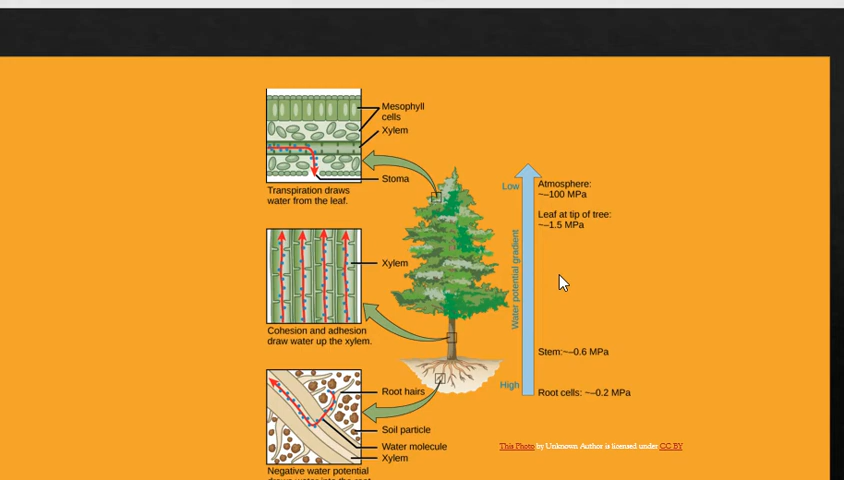 Mesophyll
cells
Xylem
Stoma
Transpiration draws
water from the leaf.
Low
Atmosphere:
~–100 MPa
Leaf at tip of tree:
~–1.5 MPa
Water potential gradient
Xylem
Cohesion and adhesion
draw water up the xylem.
Stem:~–0.6 MPa
High
Root cells: ~–0.2 MPa
Root hairs
Soil particle
Water molecule
Xylem
Negative water potential
This Photo by Unknown Author is licensed under CC BY